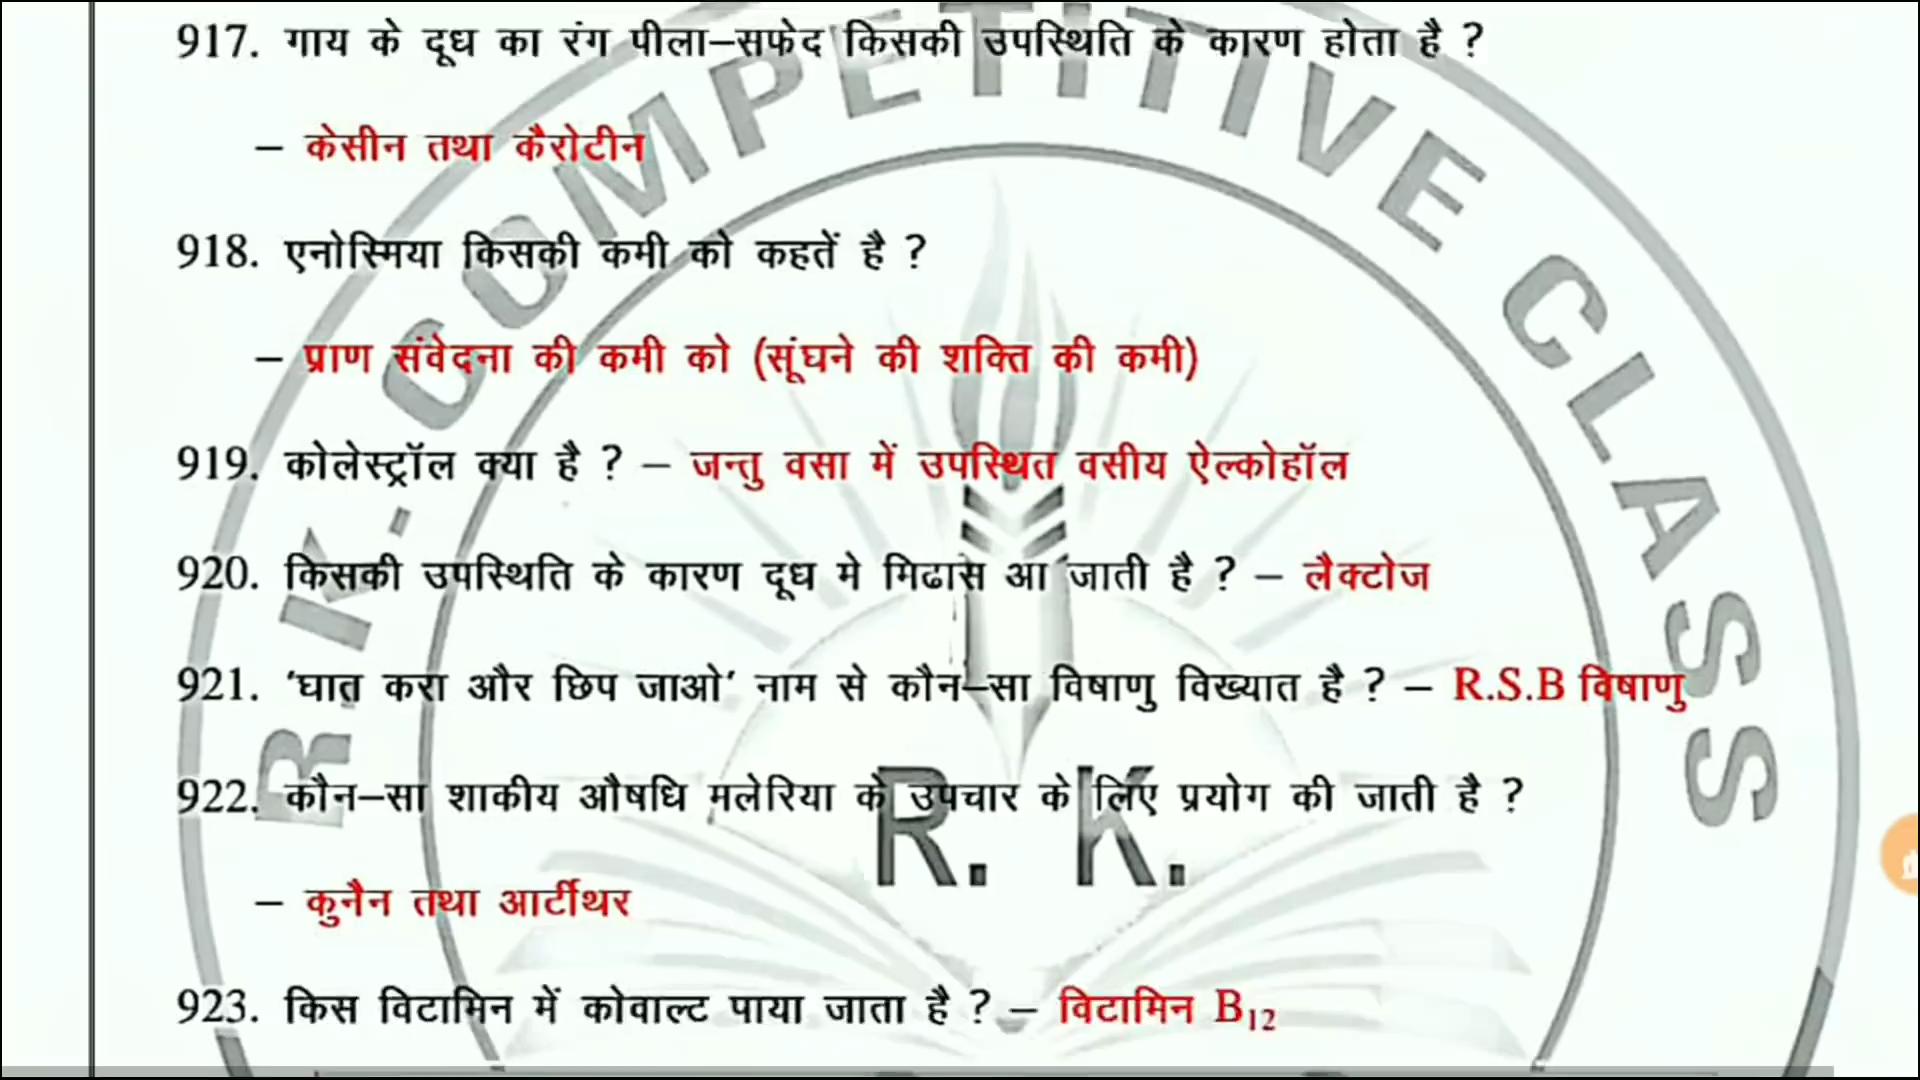 917. गाय के दूध का रंग पीला–सफेद किसकी उपस्थिति के कारण होता है ?
– केसीन तथा कैरोटीन
918. एनोस्मिया किसकी कमी को कहतें है ?
– प्राण संवेदना की कमी को (सूंघने की शक्ति की कमी)
919. कोलेस्ट्रॉल क्या है ? – जन्तु वसा में उपस्थित वसीय ऐल्कोहॉल
920. किसकी उपस्थिति के कारण दूध मे मिढास आ जाती है ? – लैक्टोज
921. 'घात करा और छिप जाओ' नाम से कौन–सा विषाणु विख्यात है ? – R.S.B विषाणु
922. कौन–सा शाकीय औषधि मलेरिया के उपचार के लिए प्रयोग की जाती है ?
– कुनैन तथा आर्टीथर
923. किस विटामिन में कोवाल्ट पाया जाता है ? – विटामिन B12
R.K. COMPETITIVE CLASSS
R. K.